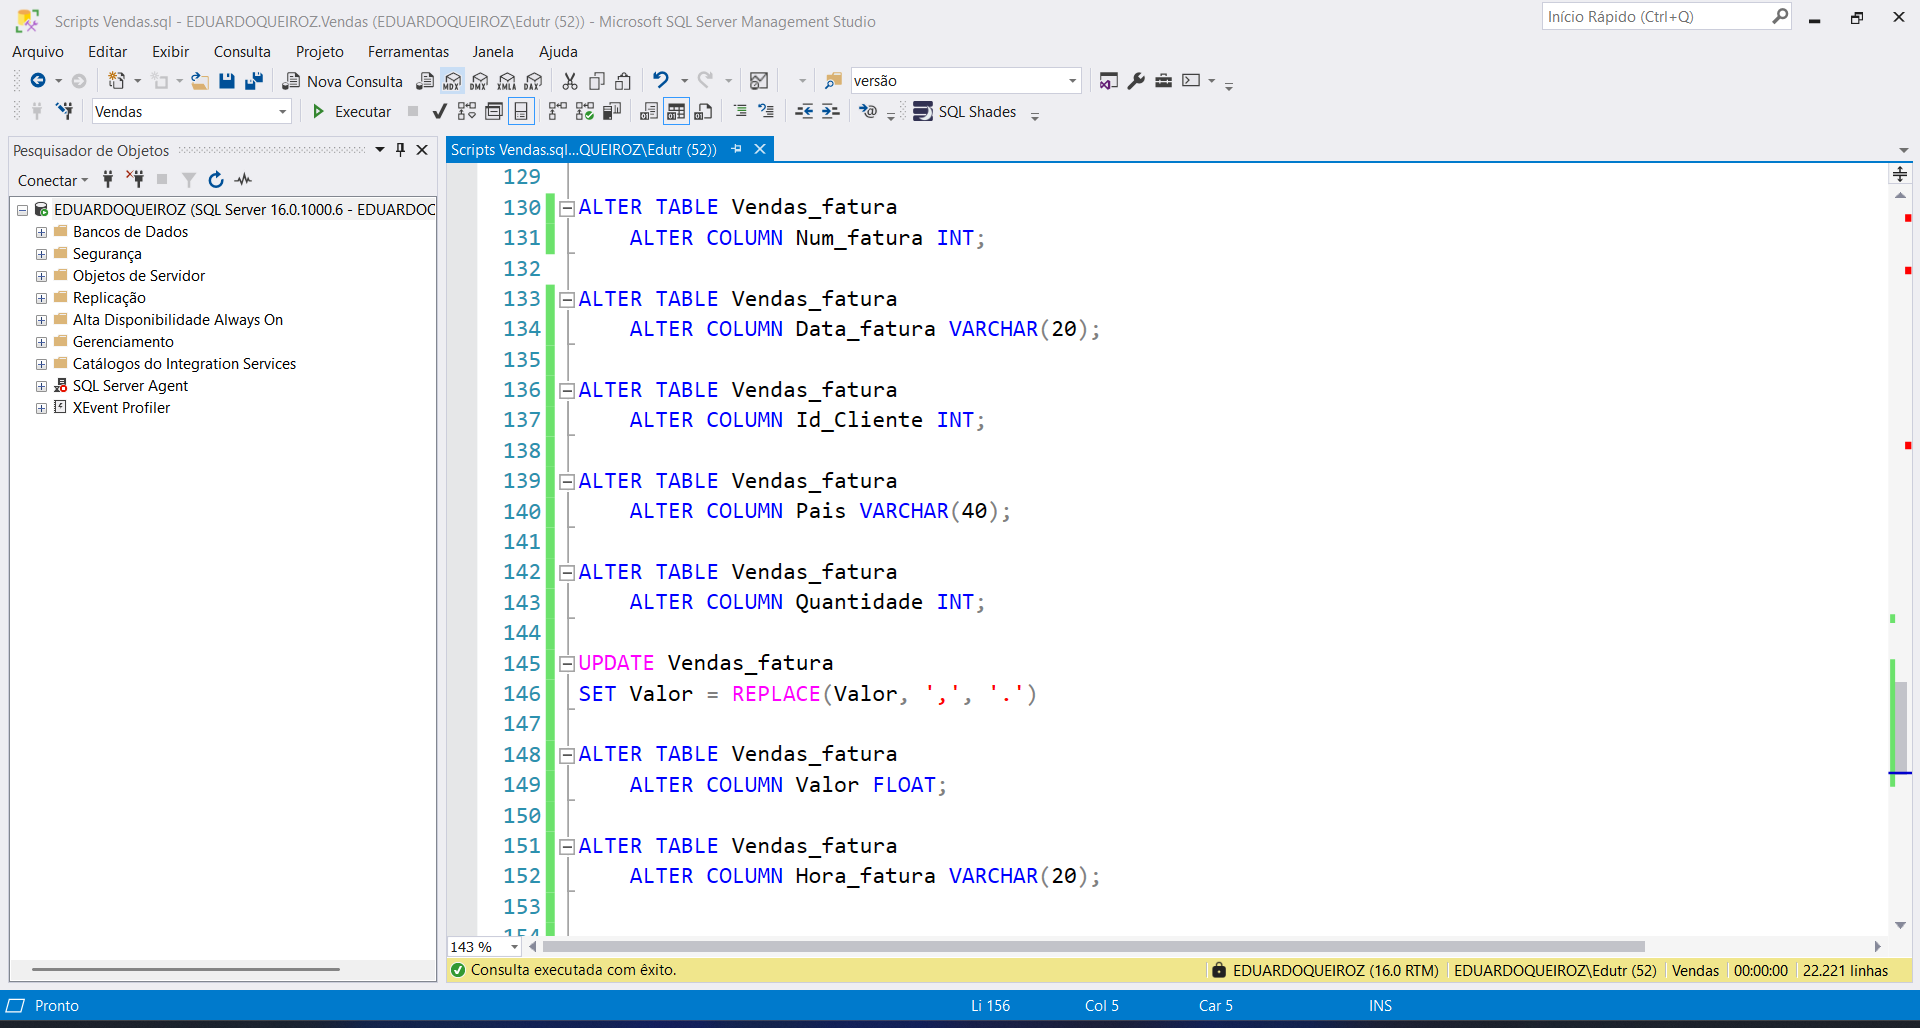 Scripts Vendas.sql - EDUARDOQUEIROZ.Vendas (EDUARDOQUEIROZ\Edutr (52)) - Microsoft SQL Server Management Studio
Início Rápido (Ctrl+Q)
Arquivo Editar Exibir Consulta Projeto Ferramentas Janela Ajuda
Nova Consulta MDX DMX XMLA DAX versão
Vendas Executar SQL Shades
Pesquisador de Objetos
Conectar
EDUARDOQUEIROZ (SQL Server 16.0.1000.6 - EDUARDOC
Bancos de Dados
Segurança
Objetos de Servidor
Replicação
Alta Disponibilidade Always On
Gerenciamento
Catálogos do Integration Services
SQL Server Agent
XEvent Profiler
Scripts Vendas.sql...QUEIROZ\Edutr (52))
129
130 ALTER TABLE Vendas_fatura
131 ALTER COLUMN Num_fatura INT;
132
133 ALTER TABLE Vendas_fatura
134 ALTER COLUMN Data_fatura VARCHAR(20);
135
136 ALTER TABLE Vendas_fatura
137 ALTER COLUMN Id_Cliente INT;
138
139 ALTER TABLE Vendas_fatura
140 ALTER COLUMN Pais VARCHAR(40);
141
142 ALTER TABLE Vendas_fatura
143 ALTER COLUMN Quantidade INT;
144
145 UPDATE Vendas_fatura
146 SET Valor = REPLACE(Valor, ',', '.')
147
148 ALTER TABLE Vendas_fatura
149 ALTER COLUMN Valor FLOAT;
150
151 ALTER TABLE Vendas_fatura
152 ALTER COLUMN Hora_fatura VARCHAR(20);
153
154
143 %
Consulta executada com êxito. EDUARDOQUEIROZ (16.0 RTM) EDUARDOQUEIROZ\Edutr (52) Vendas 00:00:00 22.221 linhas
Pronto Li 156 Col 5 Car 5 INS